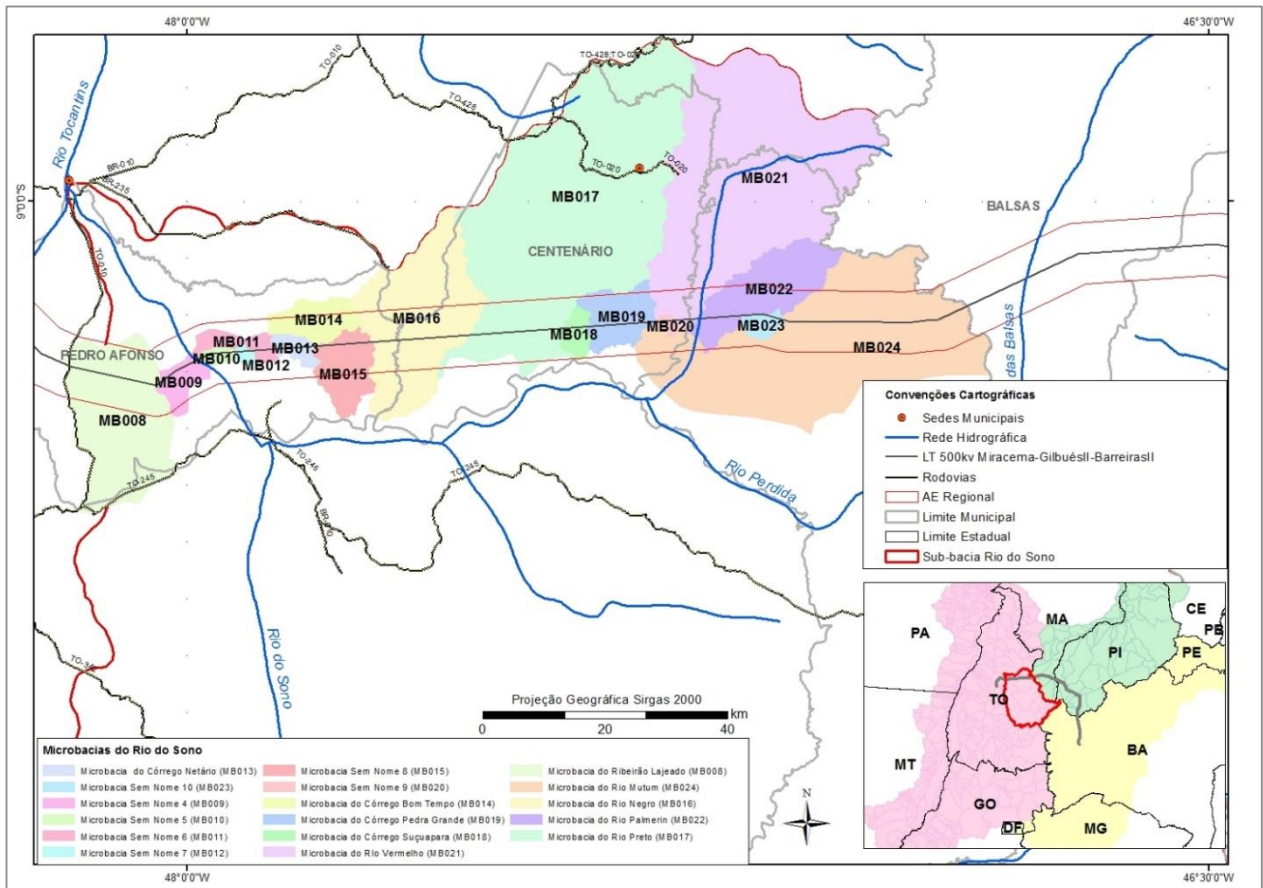 48°0'0"W
46°30'0"W
TO-010
TO-428
TO-428;TO-02
Rio Tocantins
BR-010
BR-235
TO-020
TO-020
MB021
9°0'S
MB017
BALSAS
TO-010
CENTENÁRIO
MB022
MB014
MB016
MB019
MB020
MB023
MB018
MB011
MB013
PEDRO AFONSO
MB010
MB012
MB024
MB009
MB015
das Balsas
MB008
TO-245
TO-245
TO-245
Rio Perdida
Rio do Sono
Convenções Cartográficas
Sedes Municipais
Rede Hidrográfica
LT 500kv Miracema-GilbuésII-BarreirasII
Rodovias
AE Regional
Limite Municipal
Limite Estadual
Sub-bacia Rio do Sono
PA
MA
CE
PB
PI
PE
TO
BA
MT
GO
DF
MG
Projeção Geográfica Sirgas 2000
km
0 20 40
N
Microbacias do Rio do Sono
Microbacia do Córrego Netário (MB013)
Microbacia Sem Nome 10 (MB023)
Microbacia Sem Nome 4 (MB009)
Microbacia Sem Nome 5 (MB010)
Microbacia Sem Nome 6 (MB011)
Microbacia Sem Nome 7 (MB012)
Microbacia Sem Nome 8 (MB015)
Microbacia Sem Nome 9 (MB020)
Microbacia do Córrego Bom Tempo (MB014)
Microbacia do Córrego Pedra Grande (MB019)
Microbacia do Córrego Suçuapara (MB018)
Microbacia do Rio Vermelho (MB021)
Microbacia do Ribeirão Lajeado (MB008)
Microbacia do Rio Mutum (MB024)
Microbacia do Rio Negro (MB016)
Microbacia do Rio Palmerin (MB022)
Microbacia do Rio Preto (MB017)
48°0'0"W
46°30'0"W